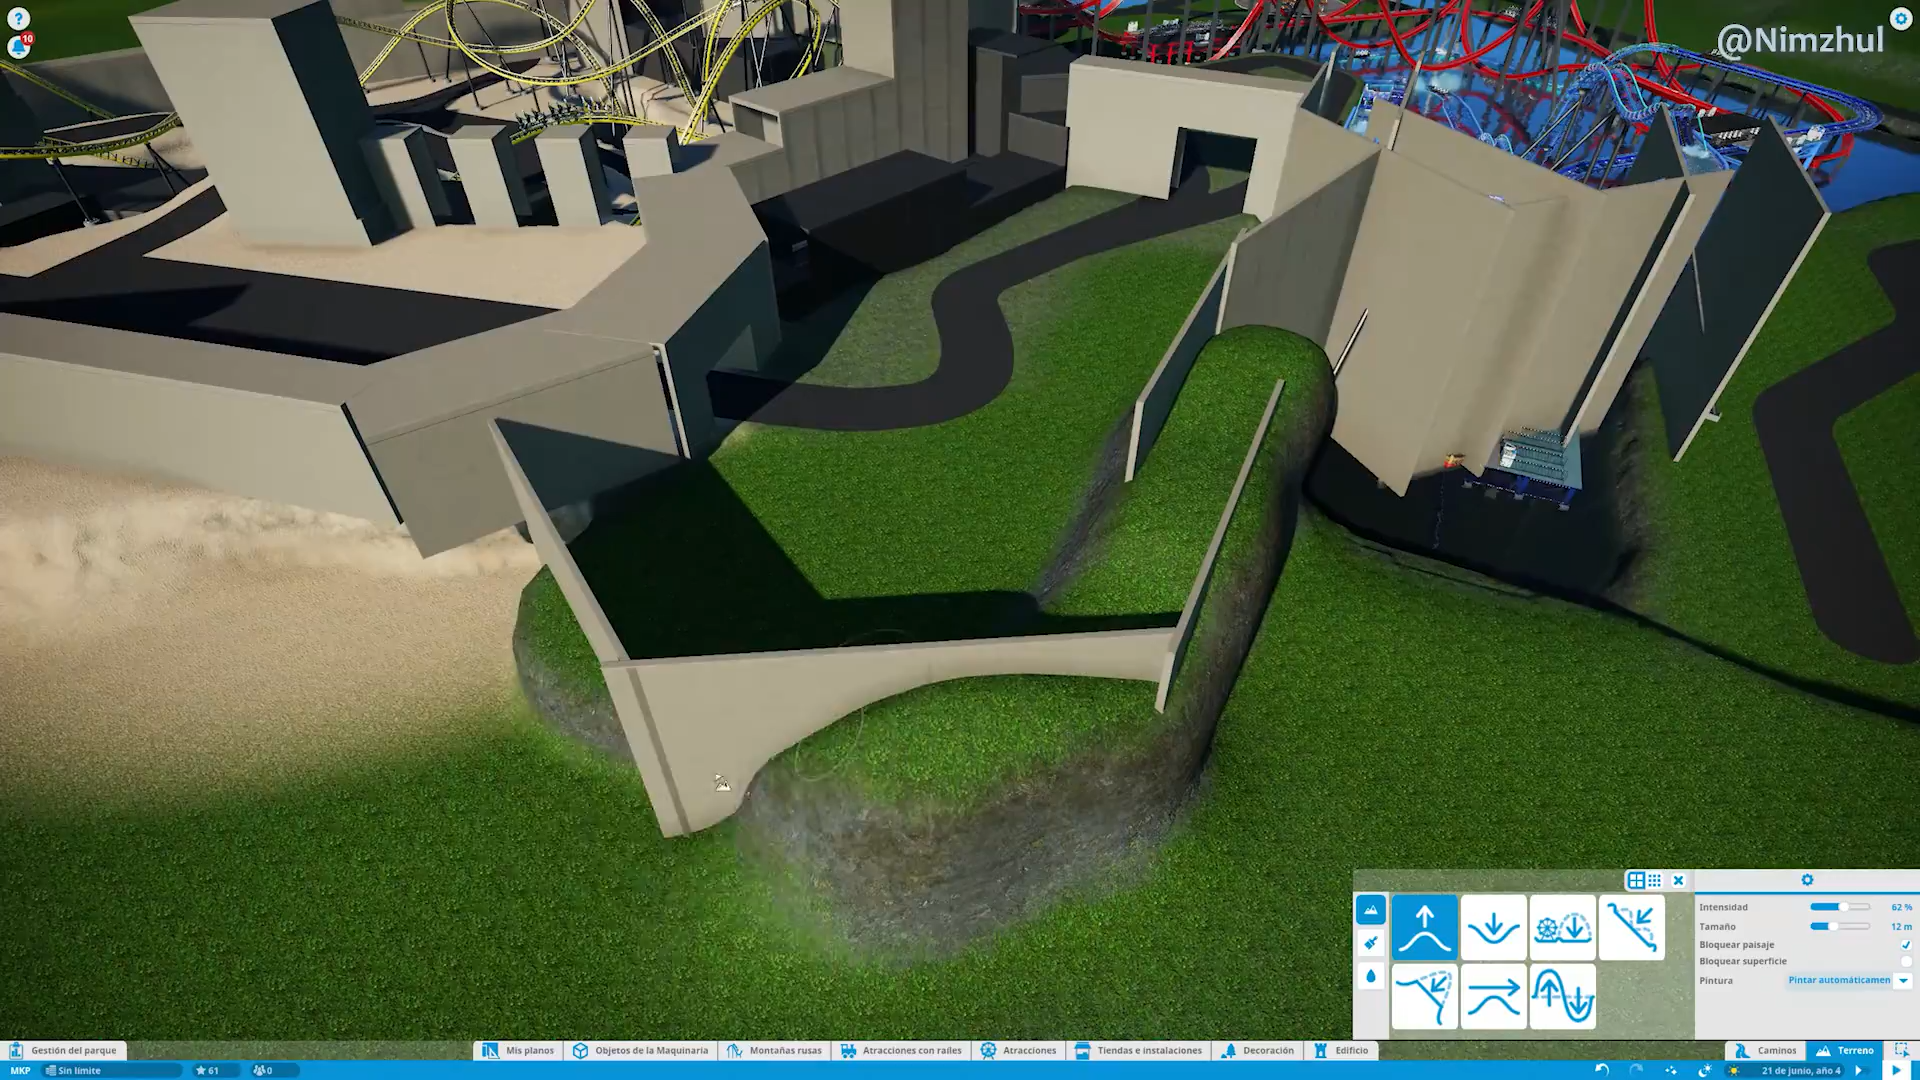 ?
10
@Nimzhul
Intensidad 62 %
Tamaño 12 m
Bloquear paisaje
Bloquear superficie
Pintura Pintar automáticamen
Gestión del parque Mis planos Objetos de la Maquinaria Montañas rusas Atracciones con raíles Atracciones Tiendas e instalaciones Decoración Edificio Caminos Terreno
MKP Sin límite 61 0 21 de junio, año 4